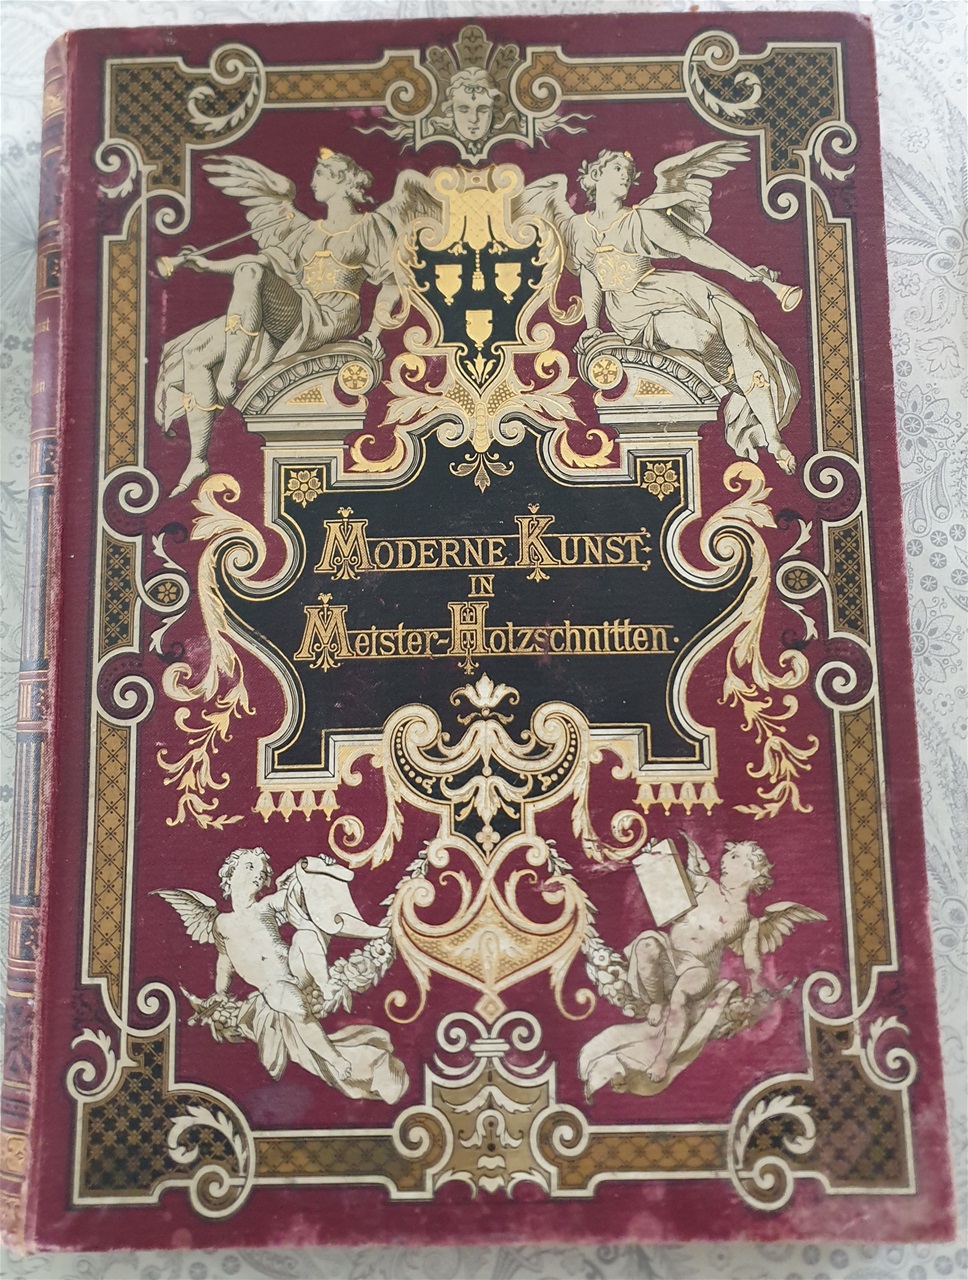 MODERNE KUNST
IN
Meister-Holzschnitten.